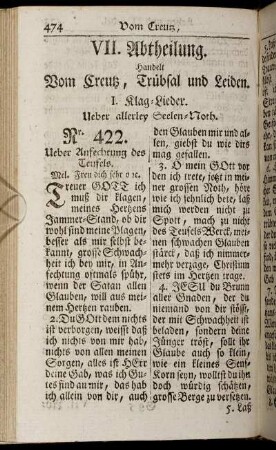 474 Vom Creutz,
VII. Abtheilung.
Handelt
Vom Creutz, Trübsal und Leiden.
I. Klag-Lieder.
Ueber allerley Seelen-Noth.
Nr. 422.
Ueber Anfechtung des
Teufels.
Mel. Freu dich sehr o ꝛc.
Treuer GOTT ich
muß dir klagen,
meines Hertzens
Jammer-Stand, ob dir
wohl sind meine Plagen,
besser als mir selbst be-
kannt, grosse Schwach-
heit ich bey mir, in An-
fechtung oftmals spühr,
wenn der Satan allen
Glauben, will aus mei-
nem Hertzen rauben.
2. Du GOtt dem nichts
ist verborgen, weißt daß
ich nichts von mir hab,
nichts von allen meinen
Sorgen, alles ist HErr
deine Gab, was ich Gu-
tes find an mir, das hab
ich allein von dir, auch
den Glauben mir und al-
len, giebst du wie dirs
mag gefallen.
3. O mein GOtt vor
den ich trete, jetzt in mei-
ner grossen Noth, höre
wie ich sehnlich bete, laß
mich werden nicht zu
Spott, mach zu nicht
des Teufels Werck, mei-
nen schwachen Glauben
stärck, daß ich nimmer-
mehr verzage, Christum
stets im Hertzen trage.
4. JESU du Brunn
aller Gnaden, der du
niemand von dir stößst,
der mit Schwachheit ist
beladen, sondern deine
Jünger tröst, sollt ihr
Glaube auch so klein,
wie ein kleines Senf-
Korn seyn, wollst du ihn
doch würdig schätzen,
grosse Berge zu versetzen.
5. Laß